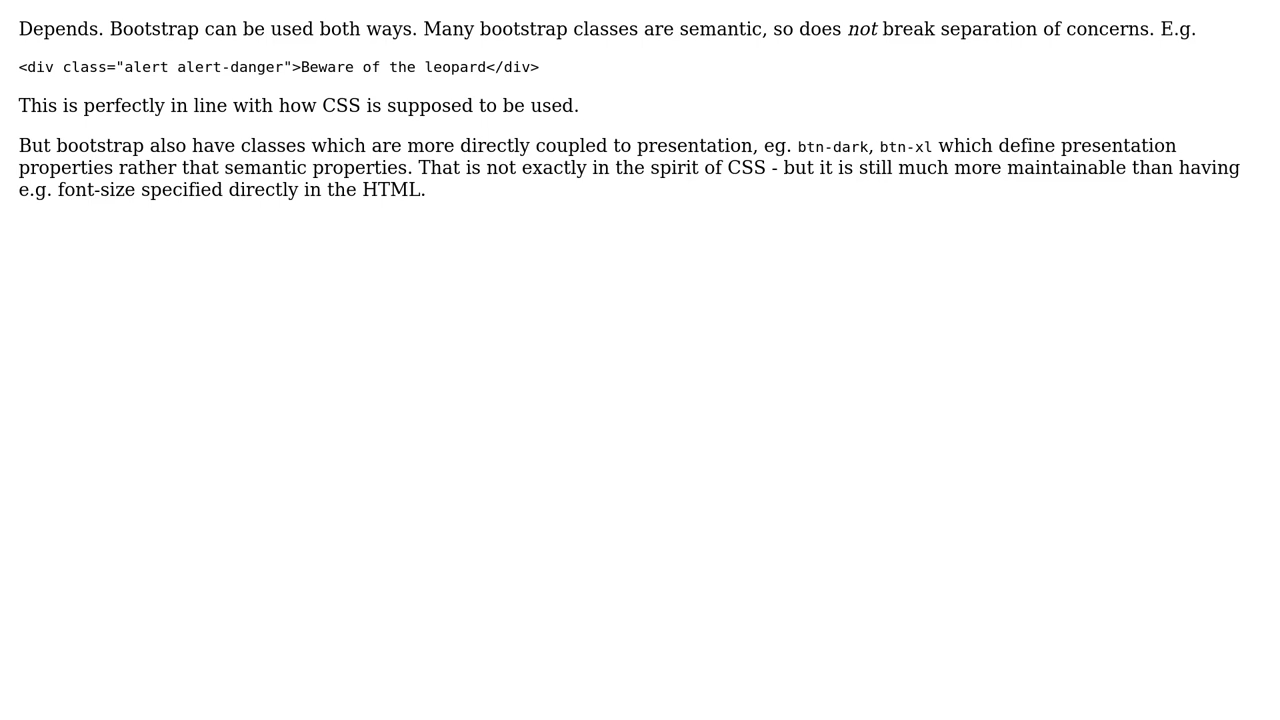 Depends. Bootstrap can be used both ways. Many bootstrap classes are semantic, so does not break separation of concerns. E.g.
<div class="alert alert-danger">Beware of the leopard</div>
This is perfectly in line with how CSS is supposed to be used.
But bootstrap also have classes which are more directly coupled to presentation, eg. btn-dark, btn-xl which define presentation
properties rather that semantic properties. That is not exactly in the spirit of CSS - but it is still much more maintainable than having
e.g. font-size specified directly in the HTML.